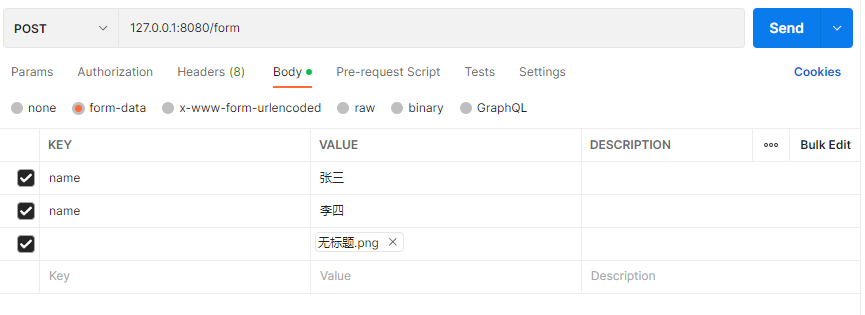 POST 127.0.0.1:8080/form Send
Params Authorization Headers (8) Body Pre-request Script Tests Settings Cookies
none form-data x-www-form-urlencoded raw binary GraphQL
KEY VALUE DESCRIPTION Bulk Edit
name 张三
name 李四
无标题.png
Key Value Description